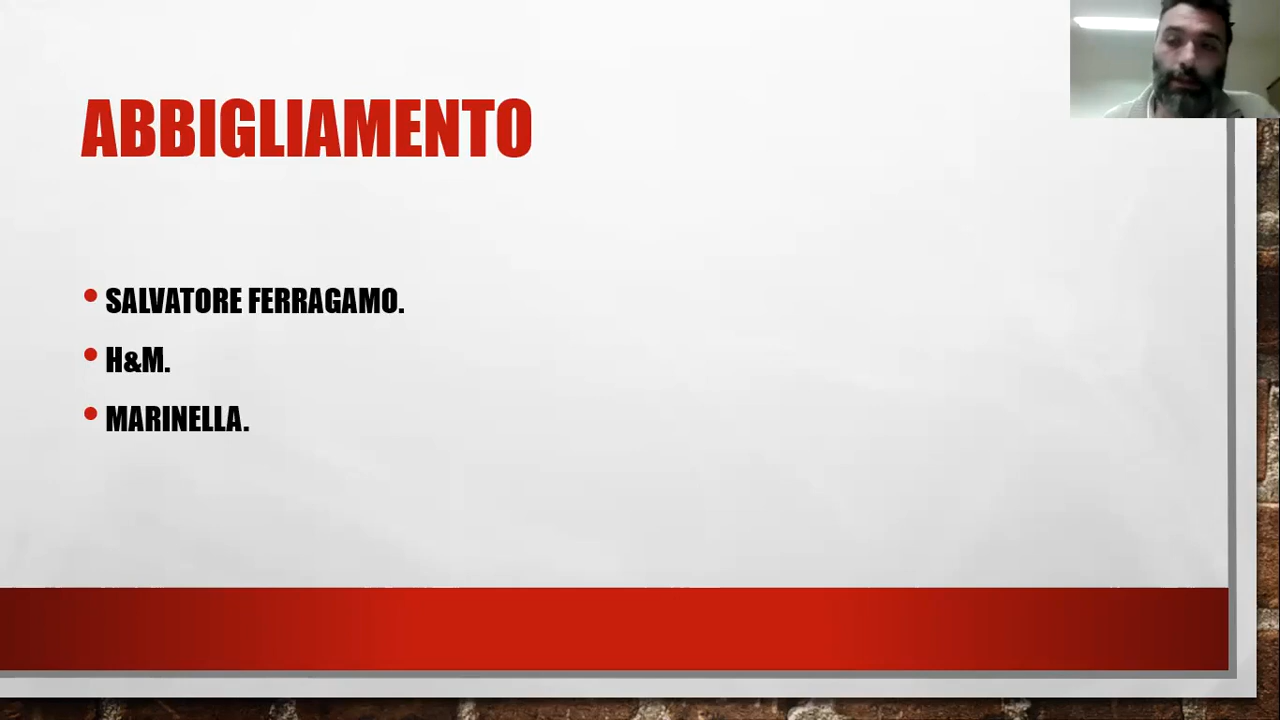 ABBIGLIAMENTO
• SALVATORE FERRAGAMO.
• H&M.
• MARINELLA.